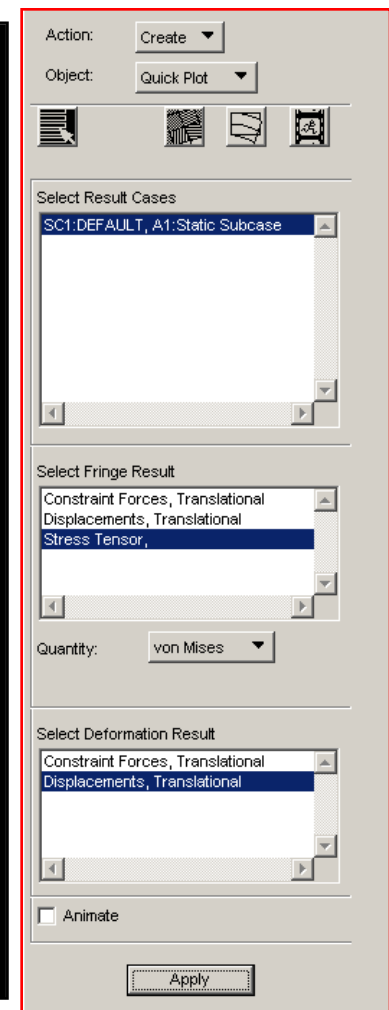 Action: Create
Object: Quick Plot
Select Result Cases
SC1:DEFAULT, A1:Static Subcase
Select Fringe Result
Constraint Forces, Translational
Displacements, Translational
Stress Tensor,
Quantity: von Mises
Select Deformation Result
Constraint Forces, Translational
Displacements, Translational
Animate
Apply